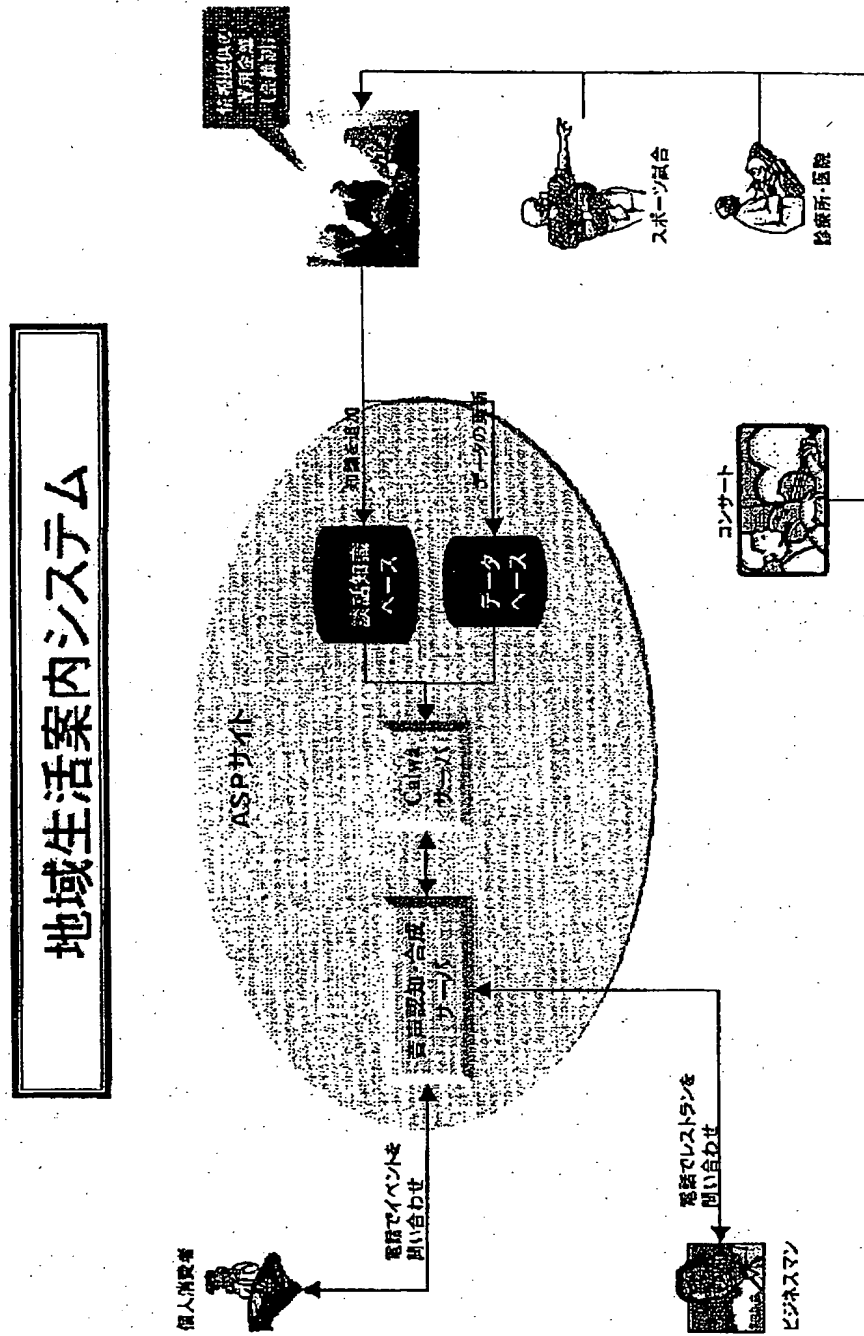 地域生活案内システム
個人消費者
電話でイベントを
問い合わせ
ASPサイト
音声認知・合成
サーバ
Caiwa
サーバ
談話知識
ベース
データ
ベース
知識を追加
データの更新
コンサート
スポーツ試合
診療所・医院
電話でレストランを
問い合わせ
ビジネスマン